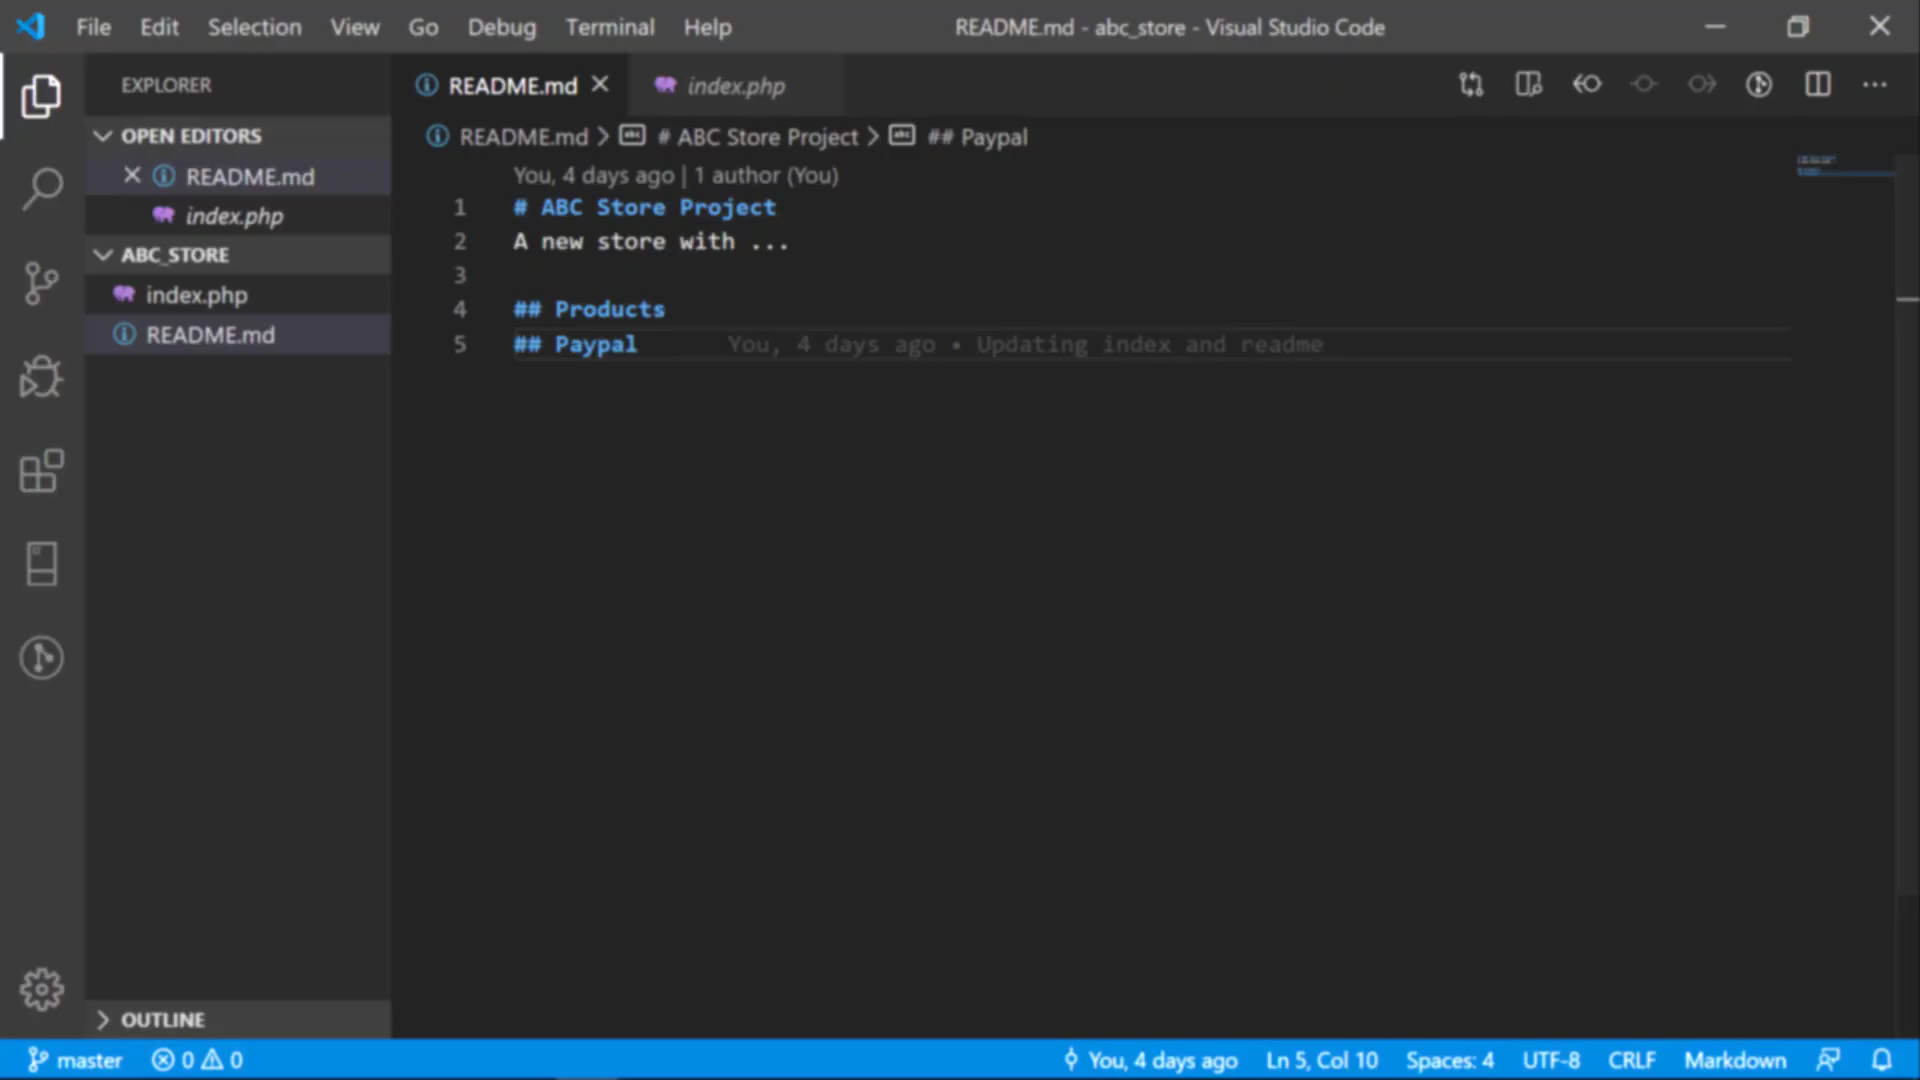 File Edit Selection View Go Debug Terminal Help README.md - abc_store - Visual Studio Code
EXPLORER
OPEN EDITORS
README.md
index.php
ABC_STORE
index.php
README.md
OUTLINE
README.md index.php
README.md > # ABC Store Project > ## Paypal
You, 4 days ago | 1 author (You)
1 # ABC Store Project
2 A new store with ...
3
4 ## Products
5 ## Paypal You, 4 days ago • Updating index and readme
master 0 0 You, 4 days ago Ln 5, Col 10 Spaces: 4 UTF-8 CRLF Markdown